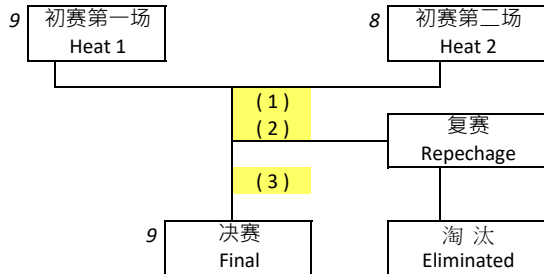 9 初赛第一场
Heat 1
8 初赛第二场
Heat 2
( 1 )
( 2 )
复赛
Repechage
( 3 )
9 决赛
Final
淘 汰
Eliminated